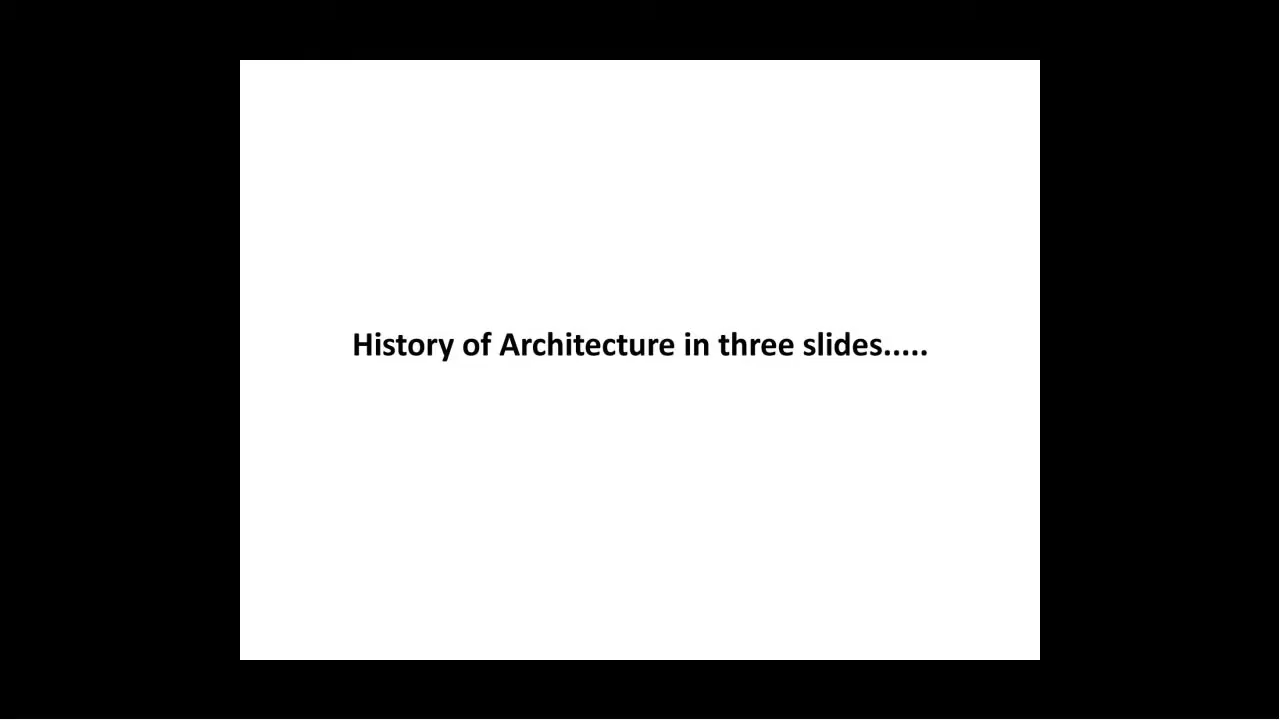 History of Architecture in three slides.....